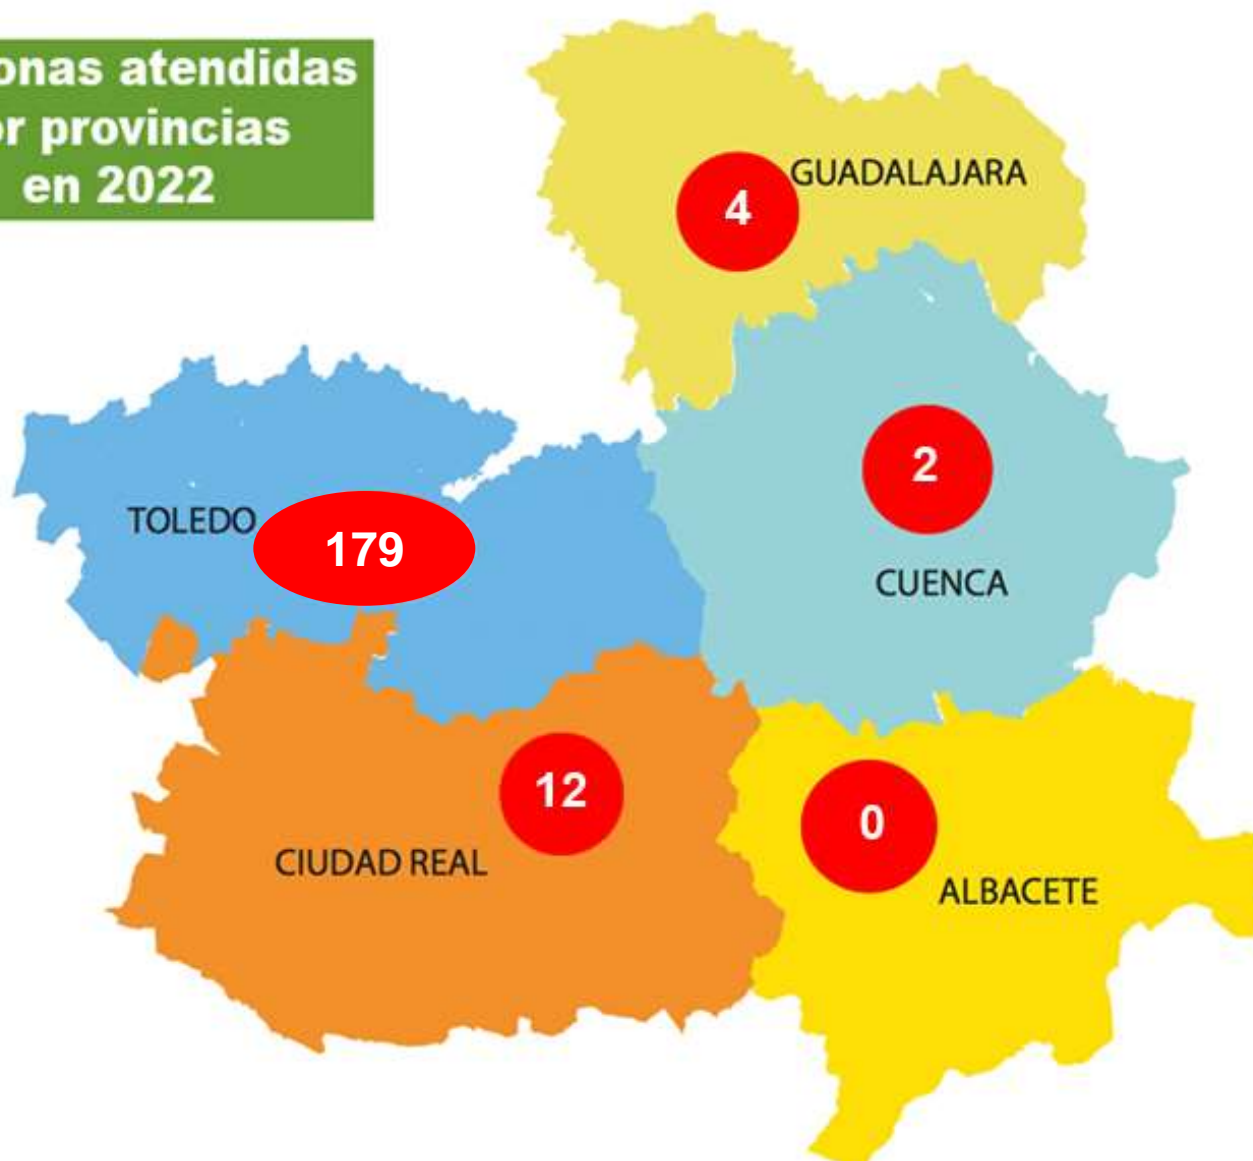 onas atendidas
r provincias
en 2022
GUADALAJARA
4
2
TOLEDO
179
CUENCA
12
0
CIUDAD REAL
ALBACETE